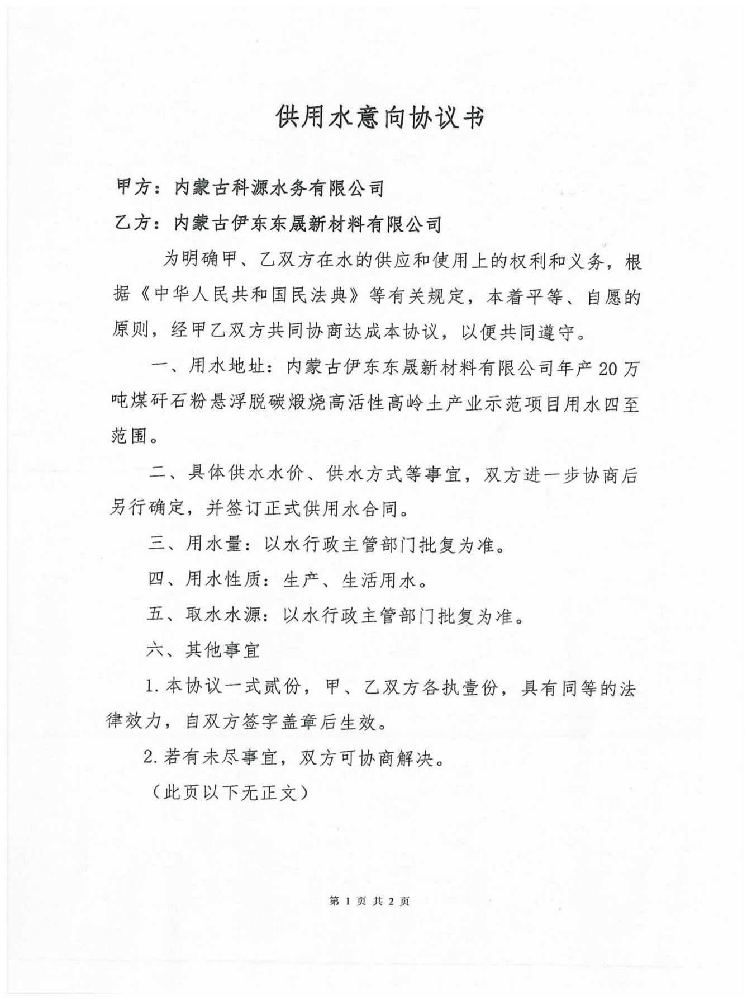 供用水意向协议书
甲方：内蒙古科源水务有限公司
乙方：内蒙古伊东东晟新材料有限公司
为明确甲、乙双方在水的供应和使用上的权利和义务，根
据《中华人民共和国民法典》等有关规定，本着平等、自愿的
原则，经甲乙双方共同协商达成本协议，以便共同遵守。
一、用水地址：内蒙古伊东东晟新材料有限公司年产 20 万
吨煤矸石粉悬浮脱碳煅烧高活性高岭土产业示范项目用水四至
范围。
二、具体供水水价、供水方式等事宜，双方进一步协商后
另行确定，并签订正式供用水合同。
三、用水量：以水行政主管部门批复为准。
四、用水性质：生产、生活用水。
五、取水水源：以水行政主管部门批复为准。
六、其他事宜
1.本协议一式贰份，甲、乙双方各执壹份，具有同等的法
律效力，自双方签字盖章后生效。
2.若有未尽事宜，双方可协商解决。
（此页以下无正文）
第 1 页 共 2 页